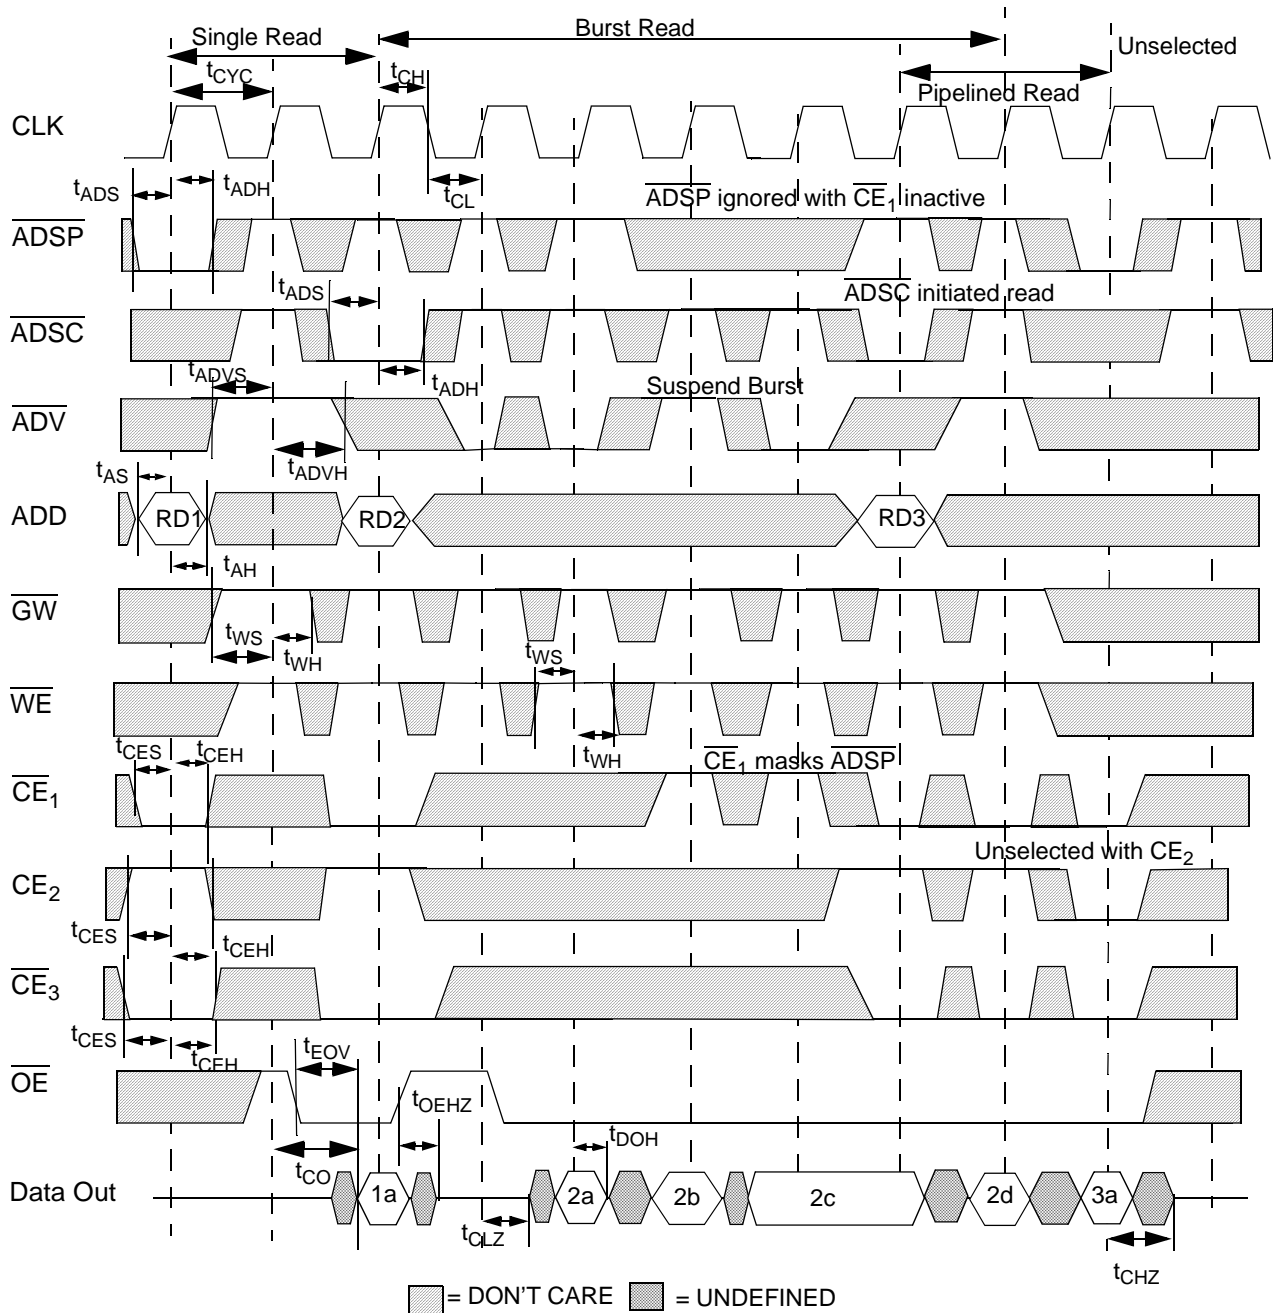 Single Read
Burst Read
Unselected
tCYC
tCH
Pipelined Read
CLK
tADS
tADH
tCL
ADSP ignored with CE1 inactive
ADSP
tADS
ADSC initiated read
ADSC
tADVS
tADH
Suspend Burst
ADV
tADVH
tAS
ADD
RD1
RD2
RD3
tAH
GW
tWS
tWH
tWS
WE
tCES
tCEH
tWH
CE1 masks ADSP
CE1
Unselected with CE2
CE2
tCES
tCEH
CE3
tCES
tCEH
tEOV
OE
tOEHZ
tCO
tDOH
Data Out
1a
2a
2b
2c
2d
3a
tCLZ
tCHZ
= DON'T CARE
= UNDEFINED